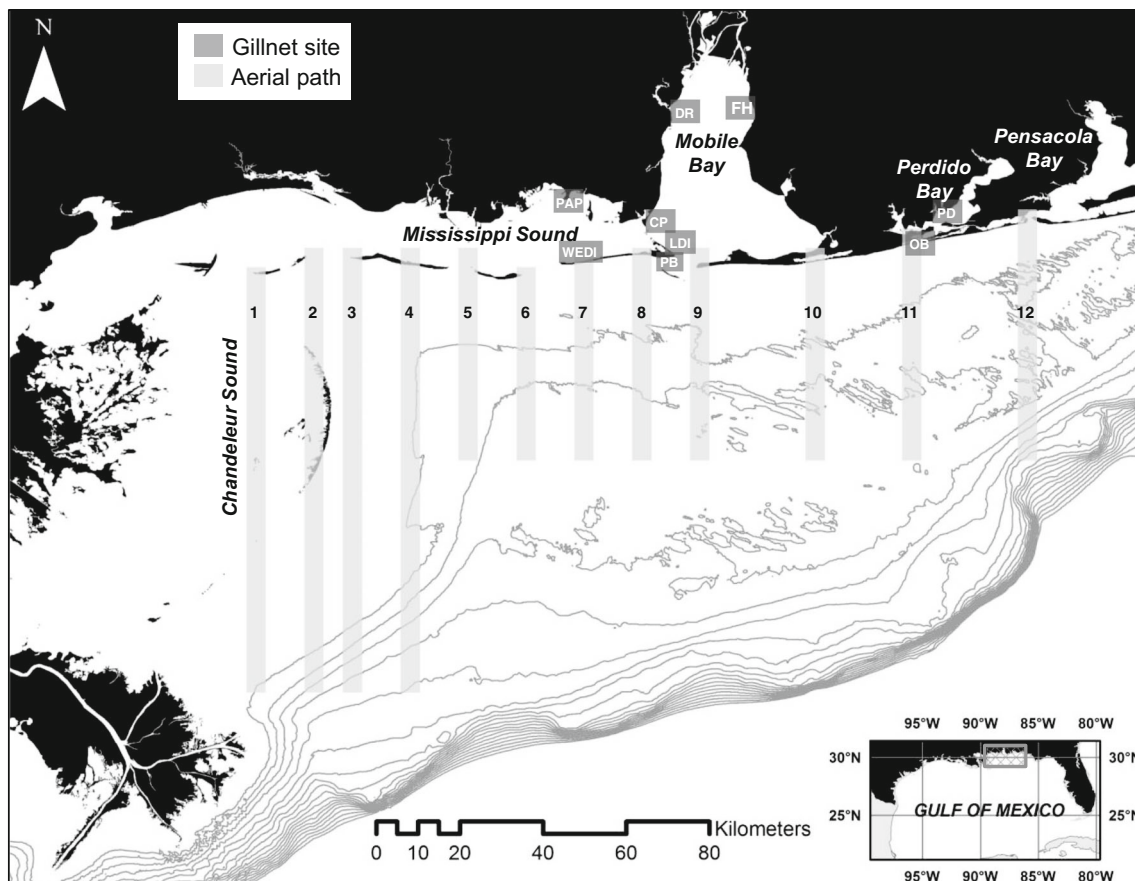 N
Gillnet site
Aerial path
DR
FH
Mobile
Bay
Pensacola
Bay
Perdido
Bay
PD
PAP
CP
Mississippi Sound
LDI
OB
WEDI
PB
1
2
3
4
5
6
7
8
9
10
11
12
Chandeleur Sound
95°W 90°W 85°W 80°W
30°N 30°N
GULF OF MEXICO
25°N 25°N
95°W 90°W 85°W 80°W
Kilometers
0 10 20 40 60 80